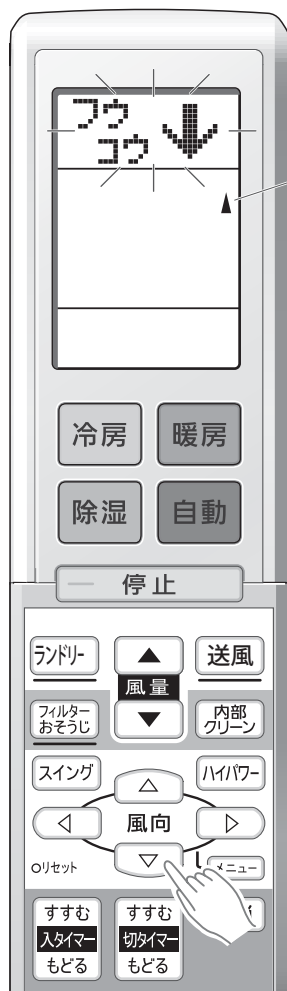 フウ
コウ
冷房 暖房
除湿 自動
停止
ランドリー 送風
風量
フィルター
おそうじ
内部
クリーン
スイング ハイパワー
風向
リセット メニュー
すすむ すすむ
入タイマー 切タイマー
もどる もどる